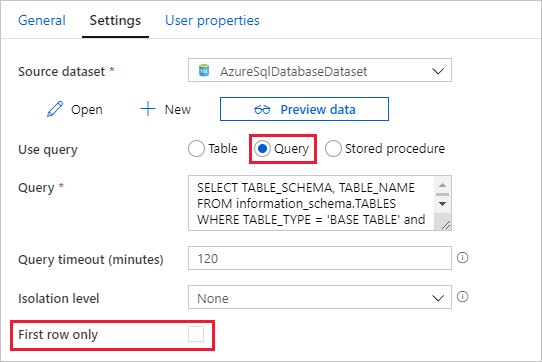 General Settings User properties
Source dataset * AzureSqlDatabaseDataset
Open New Preview data
Use query Table Query Stored procedure
Query * SELECT TABLE_SCHEMA, TABLE_NAME
FROM information_schema.TABLES
WHERE TABLE_TYPE = 'BASE TABLE' and
Query timeout (minutes) 120
Isolation level None
First row only